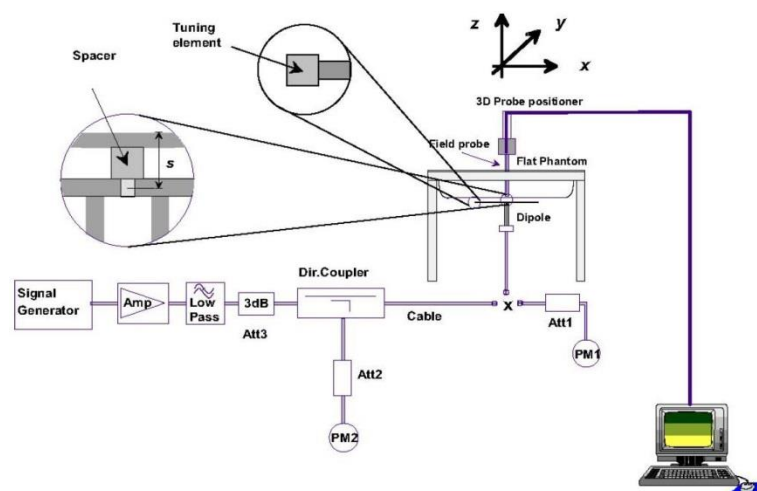 Tuning
element
Spacer
s
z
y
x
3D Probe positioner
Field probe
Flat Phantom
Dipole
Signal
Generator
Amp
Low
Pass
3dB
Att3
Dir.Coupler
Cable
x
Att1
PM1
Att2
PM2